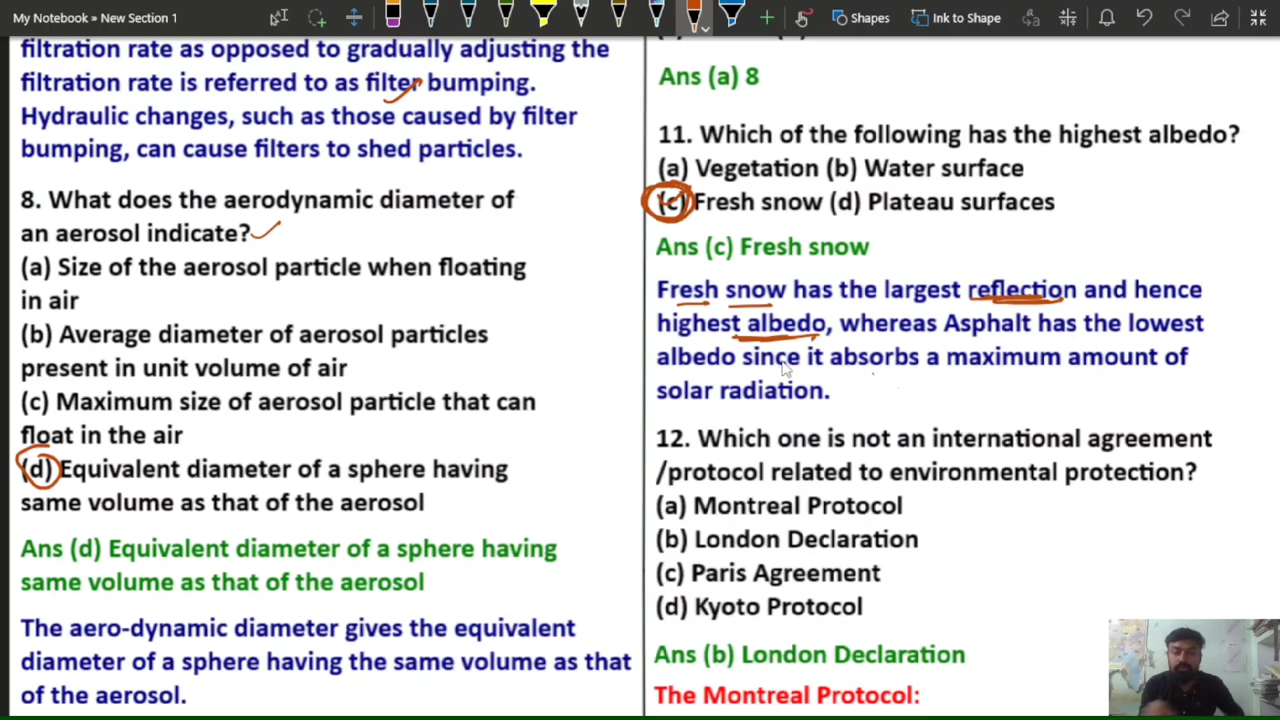 My Notebook » New Section 1
Shapes
Ink to Shape
filtration rate as opposed to gradually adjusting the
filtration rate is referred to as filter bumping.
Hydraulic changes, such as those caused by filter
bumping, can cause filters to shed particles.
8. What does the aerodynamic diameter of
an aerosol indicate?
(a) Size of the aerosol particle when floating
in air
(b) Average diameter of aerosol particles
present in unit volume of air
(c) Maximum size of aerosol particle that can
float in the air
(d) Equivalent diameter of a sphere having
same volume as that of the aerosol
Ans (d) Equivalent diameter of a sphere having
same volume as that of the aerosol
The aero-dynamic diameter gives the equivalent
diameter of a sphere having the same volume as that
of the aerosol.
Ans (a) 8
11. Which of the following has the highest albedo?
(a) Vegetation (b) Water surface
(c) Fresh snow (d) Plateau surfaces
Ans (c) Fresh snow
Fresh snow has the largest reflection and hence
highest albedo, whereas Asphalt has the lowest
albedo since it absorbs a maximum amount of
solar radiation.
12. Which one is not an international agreement
/protocol related to environmental protection?
(a) Montreal Protocol
(b) London Declaration
(c) Paris Agreement
(d) Kyoto Protocol
Ans (b) London Declaration
The Montreal Protocol: